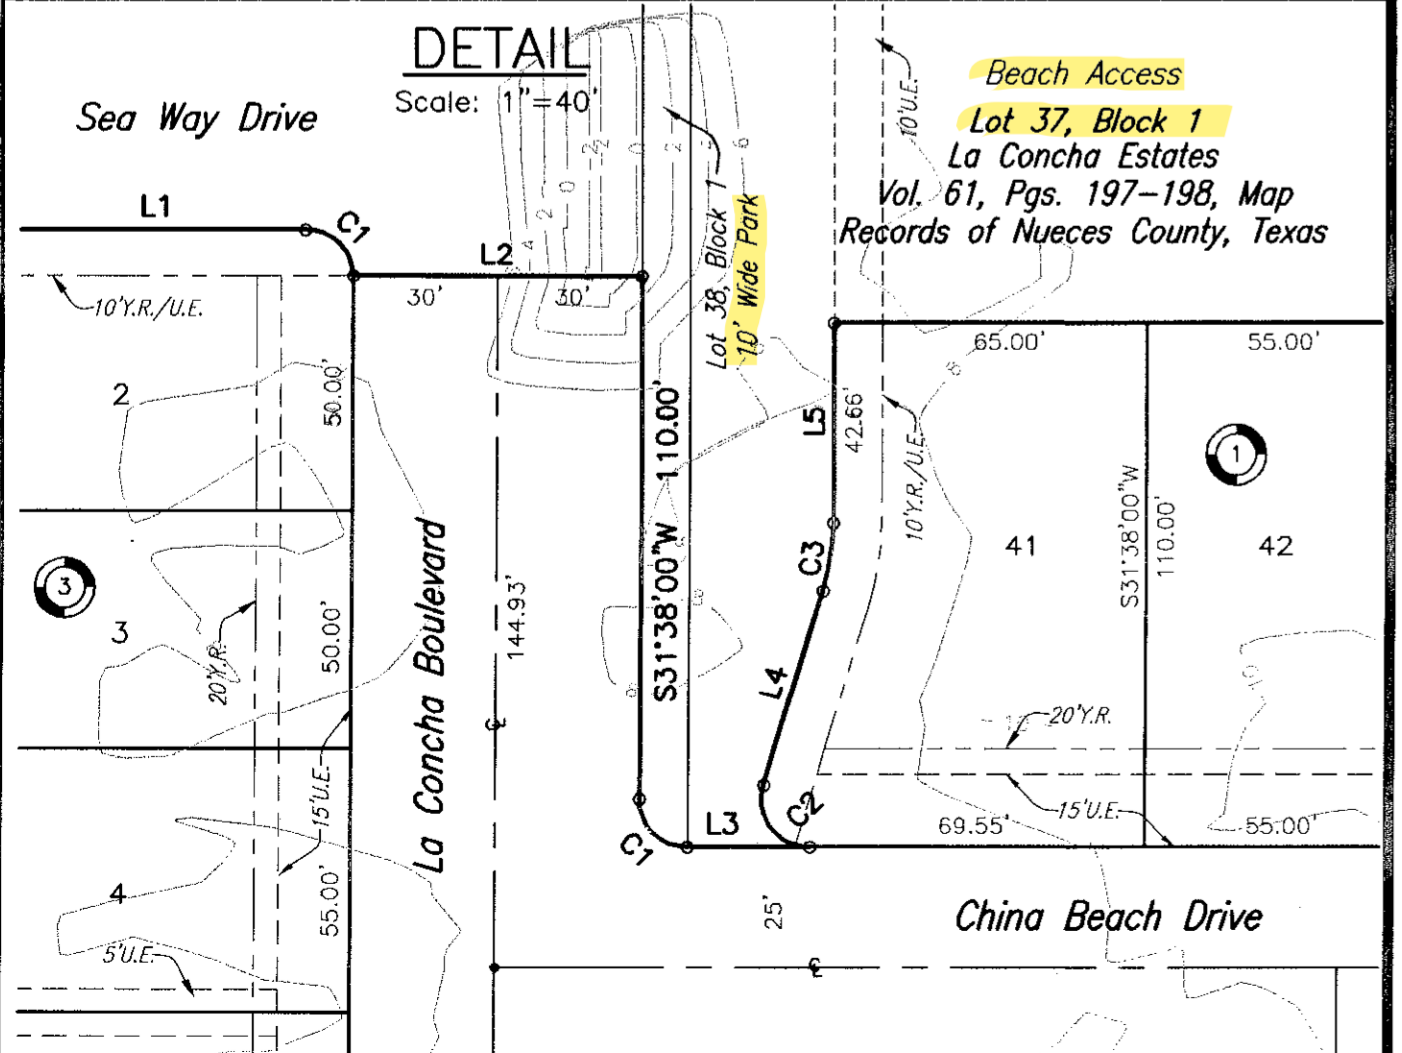 DETAIL
Scale: 1"=40'
Sea Way Drive
Beach Access
Lot 37, Block 1
La Concha Estates
Vol. 61, Pgs. 197-198, Map
Records of Nueces County, Texas
10'U.E.
L1
C1
L2
30'
30'
10'Y.R./U.E.
Lot 38, Block 1
10' Wide Park
65.00'
55.00'
2
50.00'
S31°38'00"W 110.00'
L5
42.66'
10'Y.R./U.E.
1
41
42
S31°38'00"W
110.00'
C3
3
3
50.00'
20'Y.R.
La Concha Boulevard
144.93'
L4
20'Y.R.
15'U.E.
C2
15'U.E.
C1
L3
69.55'
55.00'
4
55.00'
5'U.E.
25'
China Beach Drive